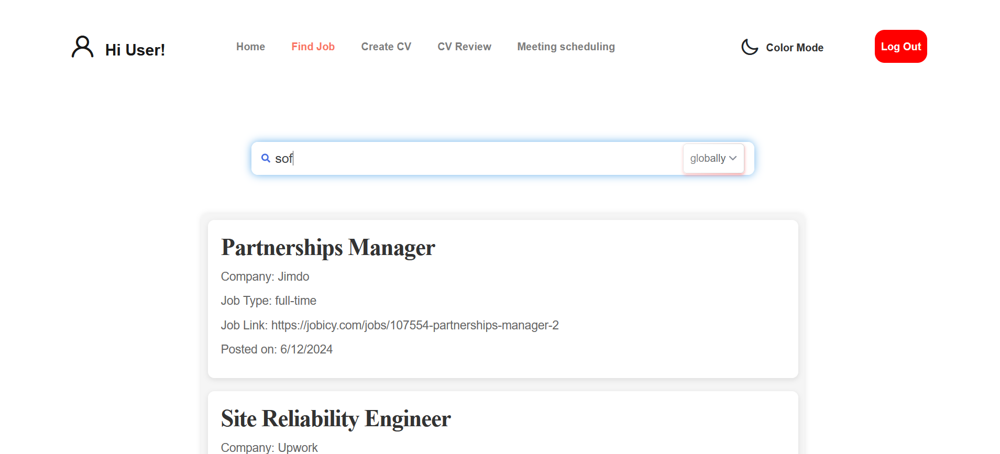 Hi User!
Home Find Job Create CV CV Review Meeting scheduling
Color Mode
Log Out
sof
globally
Partnerships Manager
Company: Jimdo
Job Type: full-time
Job Link: https://jobicy.com/jobs/107554-partnerships-manager-2
Posted on: 6/12/2024
Site Reliability Engineer
Company: Upwork